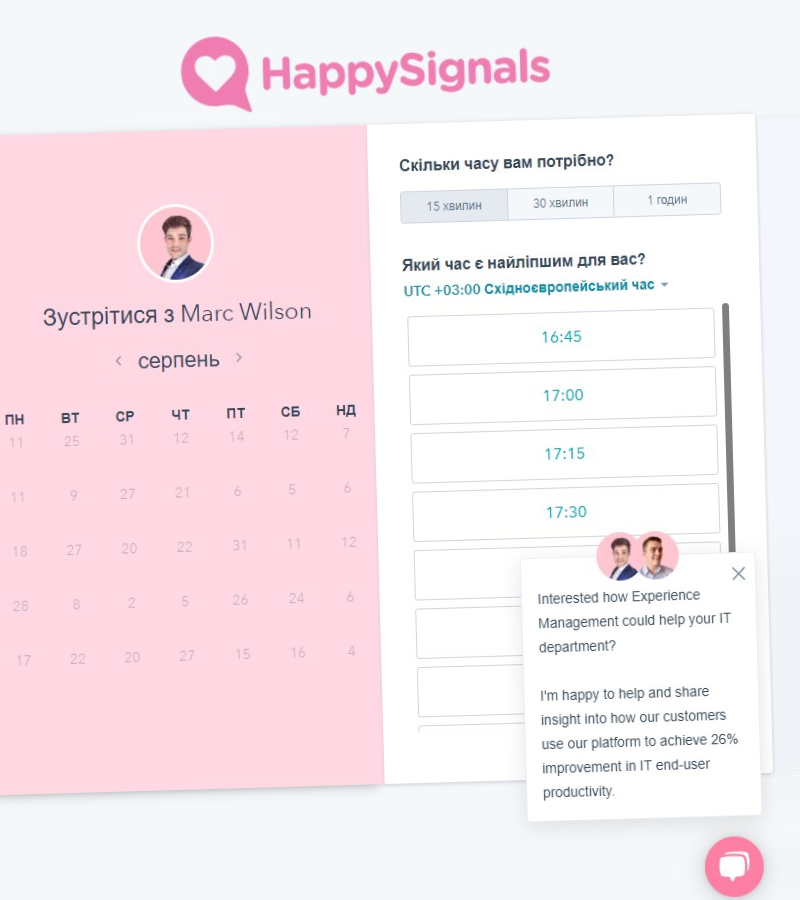 HappySignals
Зустрітися з Marc Wilson
серпень
ПН ВТ СР ЧТ ПТ СБ НД
11 25 31 12 14 12 7
11 9 27 21 6 5 6
18 27 20 22 31 11 12
28 8 2 5 26 24 6
17 22 20 27 15 16 4
Скільки часу вам потрібно?
15 хвилин 30 хвилин 1 годин
Який час є найліпшим для вас?
UTC +03:00 Східноєвропейський час
16:45
17:00
17:15
17:30
Interested how Experience
Management could help your IT
department?
I'm happy to help and share
insight into how our customers
use our platform to achieve 26%
improvement in IT end-user
productivity.